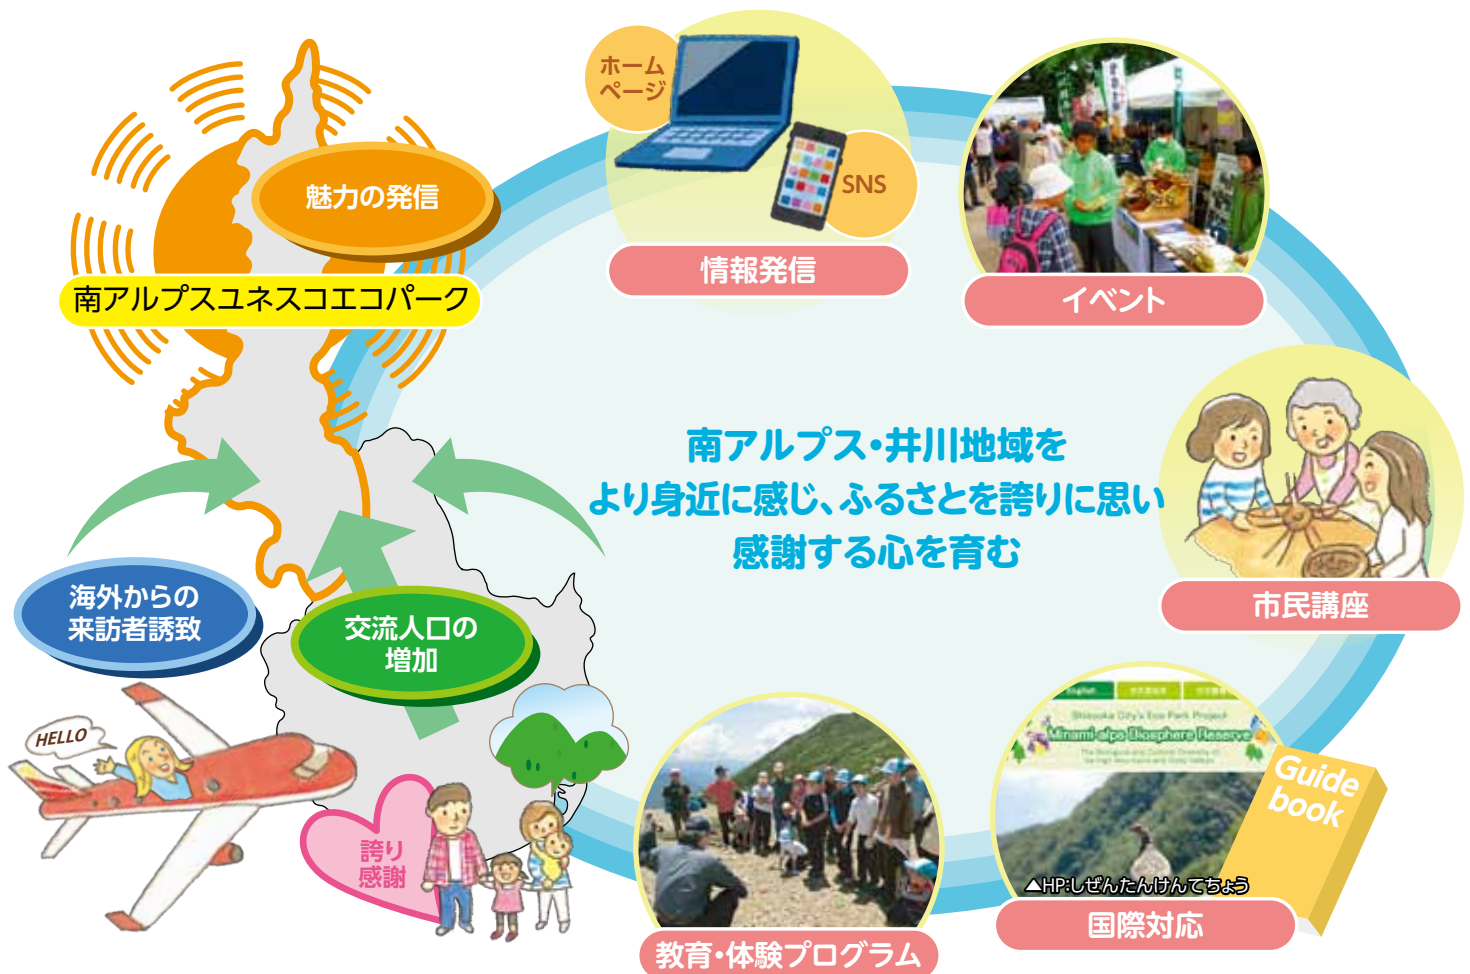 ホーム
ページ
SNS
情報発信
イベント
魅力の発信
南アルプスユネスコエコパーク
南アルプス・井川地域を
より身近に感じ、ふるさとを誇りに思い
感謝する心を育む
市民講座
海外からの
来訪者誘致
交流人口の
増加
HELLO
誇り
感謝
教育・体験プログラム
English
Shizuoka City's Eco Park Project
Minami-alps Biosphere Reserve
Guide
book
▲HP:しぜんたんけんてちょう
国際対応